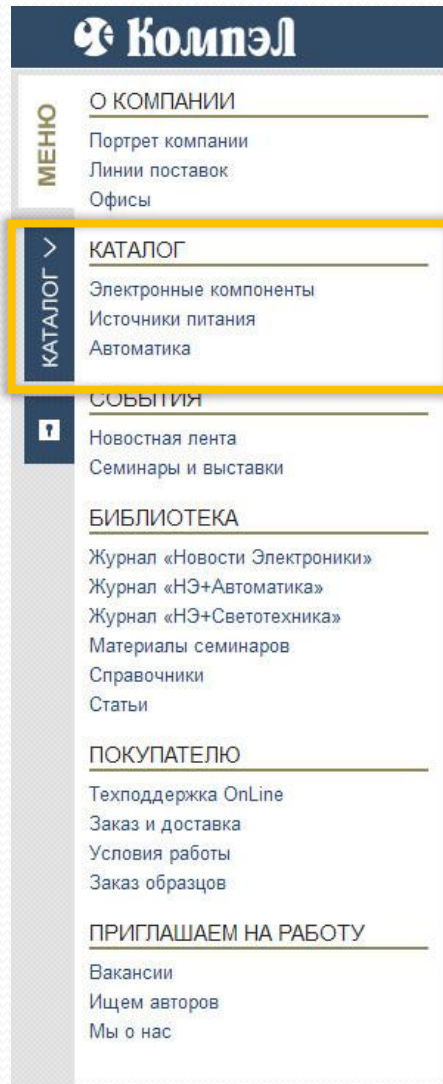 КомпэЛ
МЕНЮ
О КОМПАНИИ
Портрет компании
Линии поставок
Офисы
КАТАЛОГ
КАТАЛОГ
Электронные компоненты
Источники питания
Автоматика
СОБЫТИЯ
Новостная лента
Семинары и выставки
БИБЛИОТЕКА
Журнал «Новости Электроники»
Журнал «НЭ+Автоматика»
Журнал «НЭ+Светотехника»
Материалы семинаров
Справочники
Статьи
ПОКУПАТЕЛЮ
Техподдержка OnLine
Заказ и доставка
Условия работы
Заказ образцов
ПРИГЛАШАЕМ НА РАБОТУ
Вакансии
Ищем авторов
Мы о нас